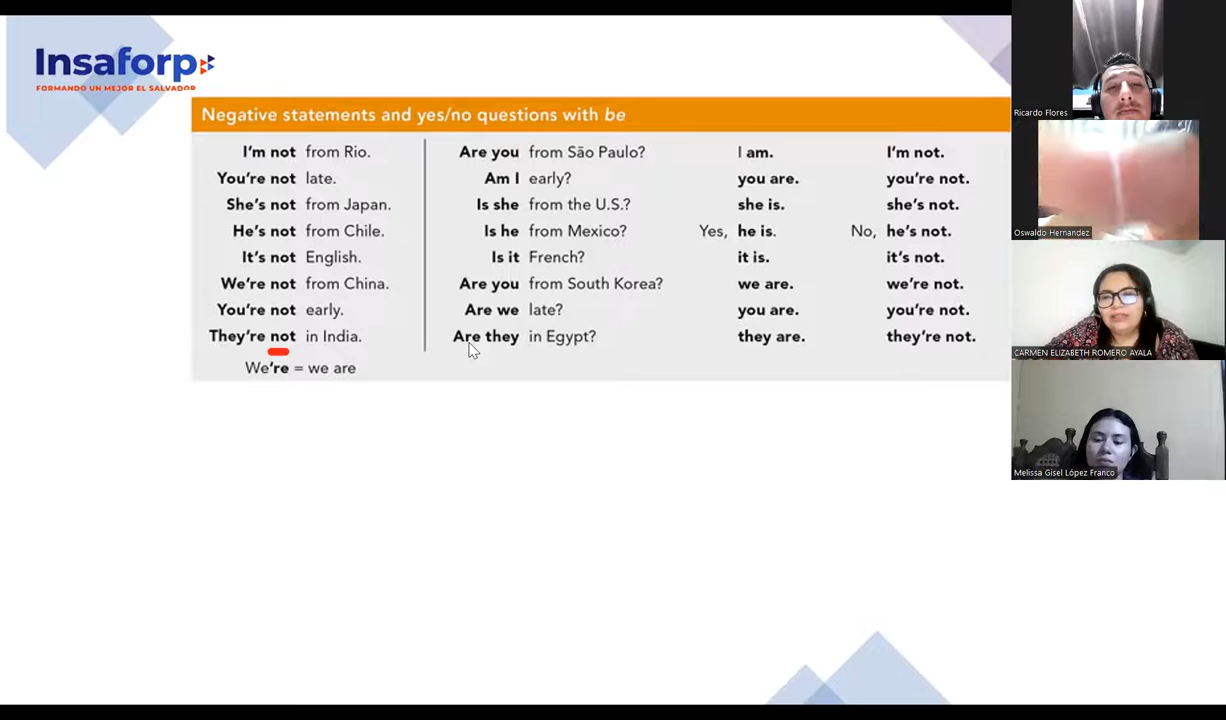 Insaforp
FORMANDO UN MEJOR EL SALVADOR
Negative statements and yes/no questions with be
I'm not from Rio.
You're not late.
She's not from Japan.
He's not from Chile.
It's not English.
We're not from China.
You're not early.
They're not in India.
We're = we are
Are you from São Paulo?
Am I early?
Is she from the U.S.?
Is he from Mexico?
Is it French?
Are you from South Korea?
Are we late?
Are they in Egypt?
I am.
you are.
she is.
Yes, he is.
it is.
we are.
you are.
they are.
I'm not.
you're not.
she's not.
No, he's not.
it's not.
we're not.
you're not.
they're not.
Ricardo Flores
Oswaldo Hernandez
CARMEN ELIZABETH ROMERO AYALA
Melissa Gisel López Franco